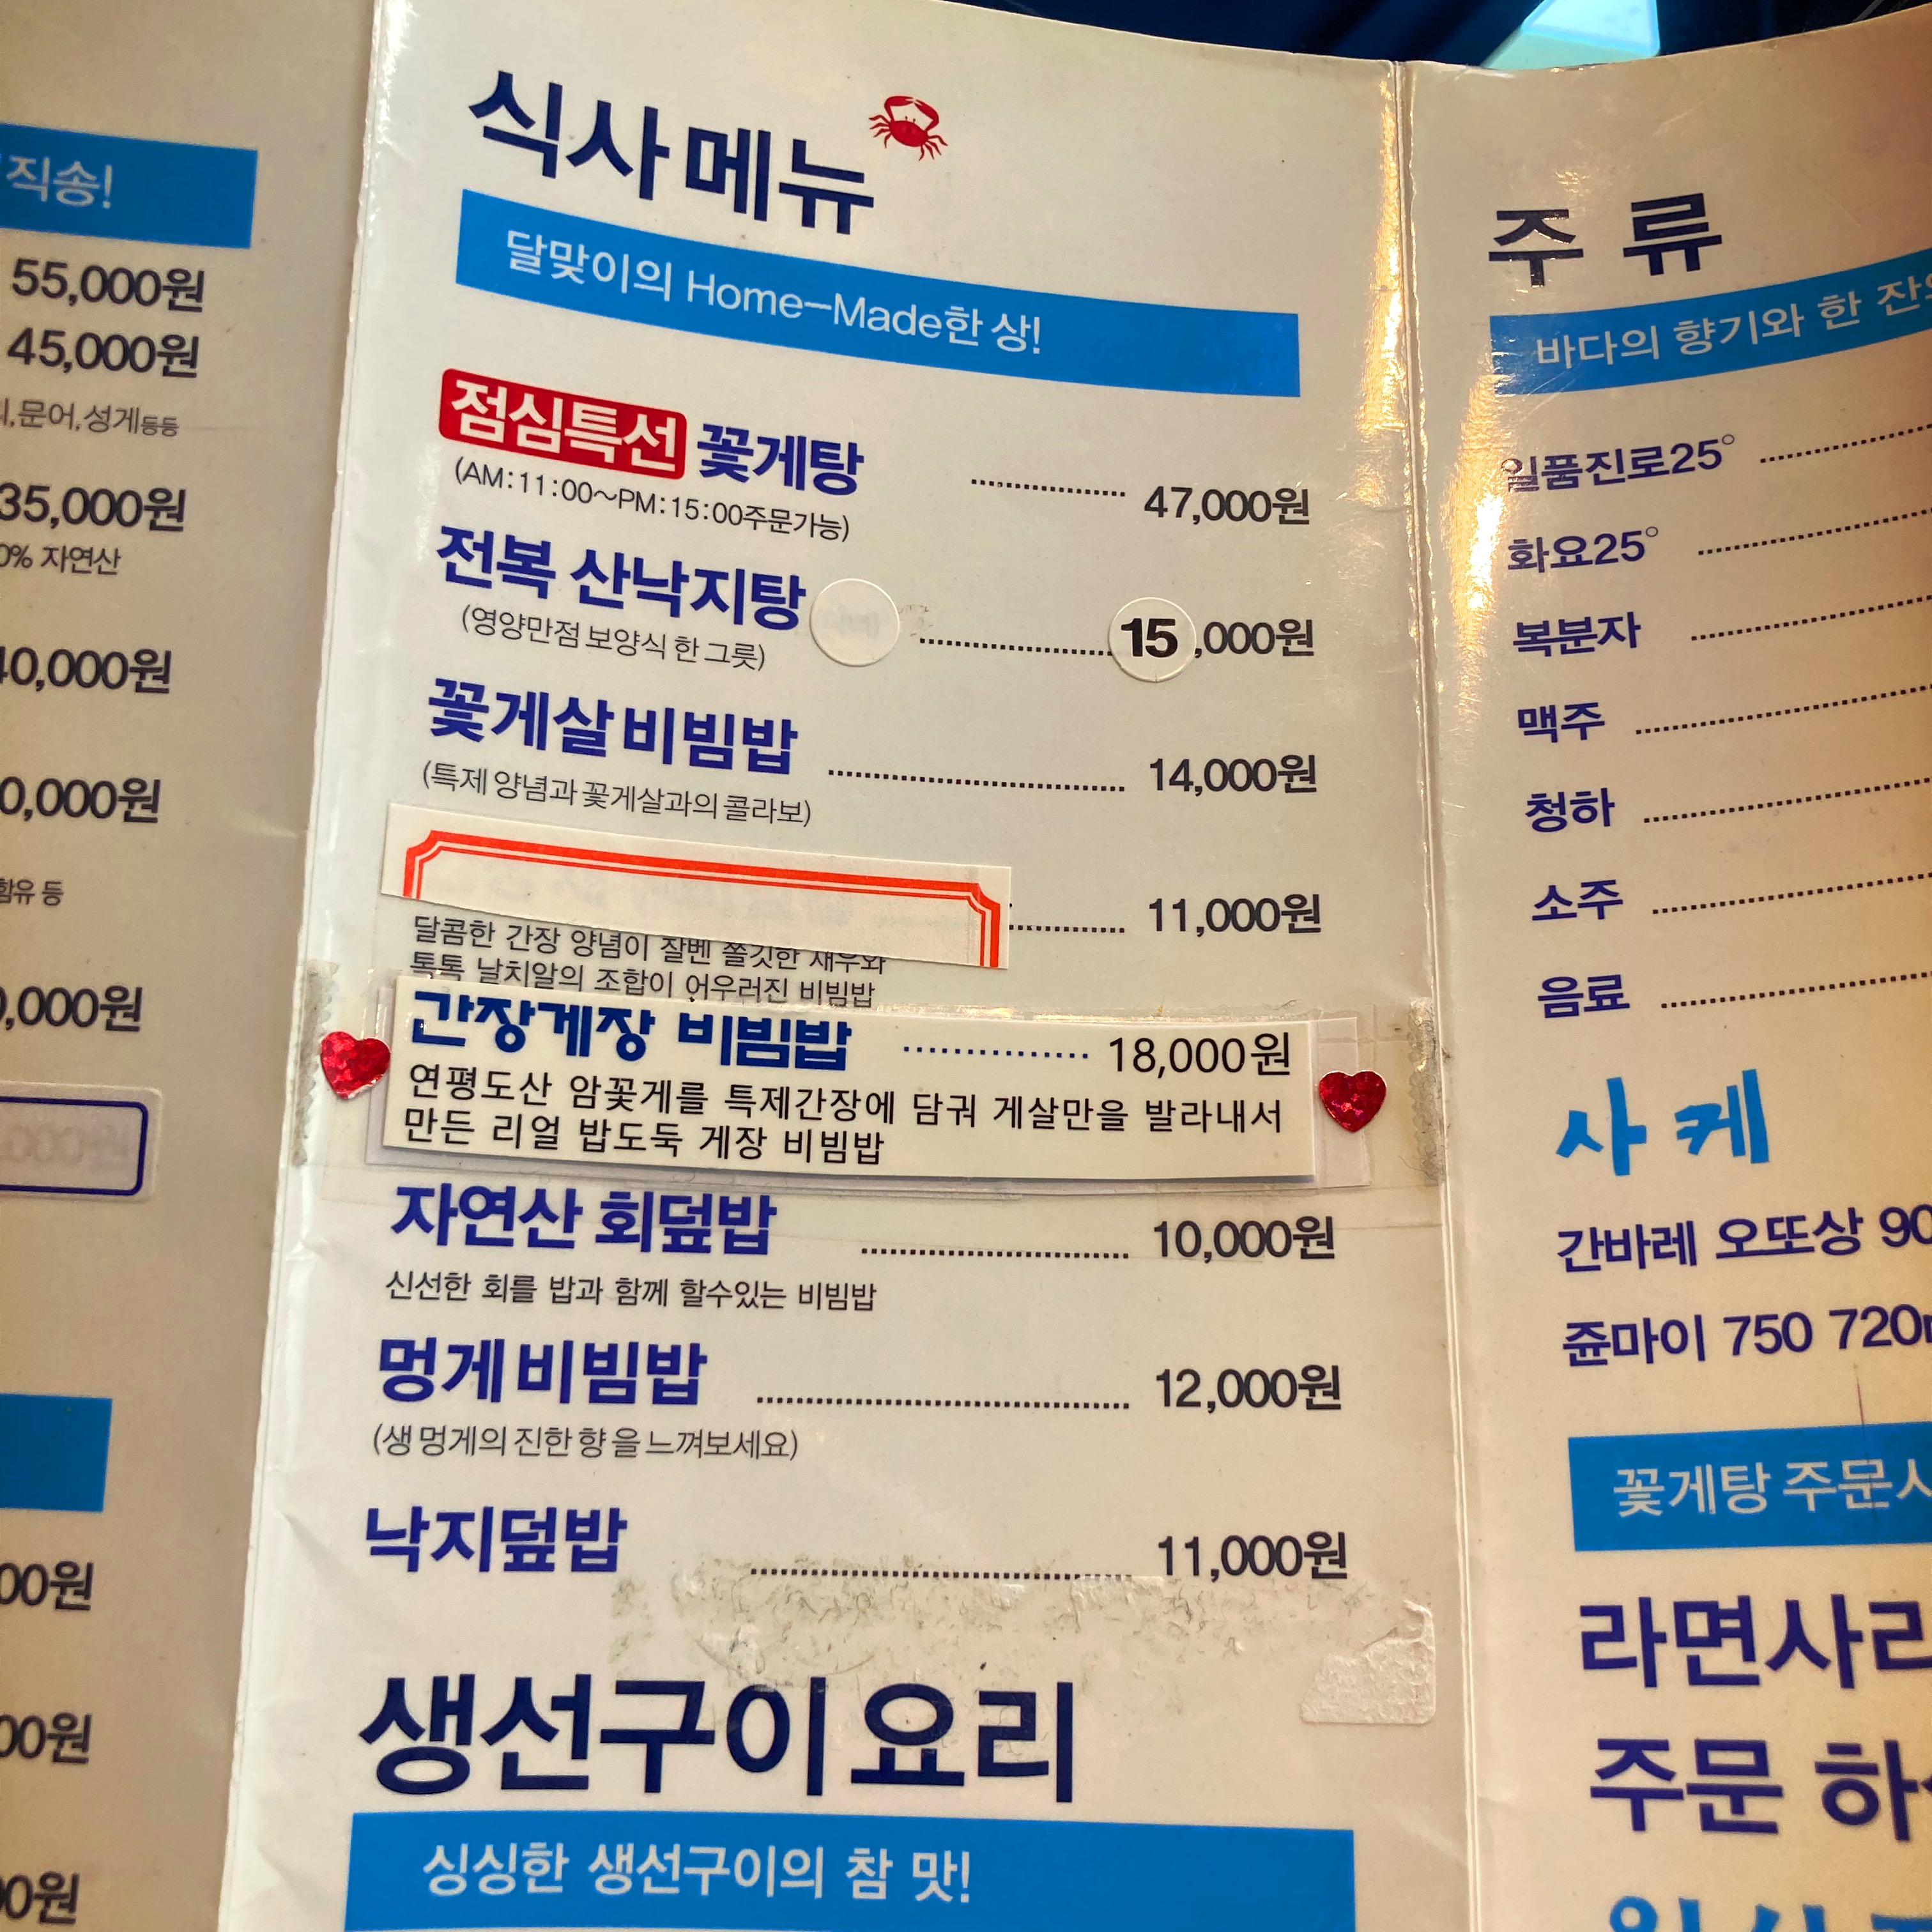 직송!
55,000원
45,000원
문어, 성게등등
35,000원
자연산
40,000원
0,000원
함유 등
0,000원
00원
00원
00원
식사메뉴
달맞이의 Home-Made한 상!
점심특선 꽃게탕 47,000원
(AM:11:00~PM:15:00주문가능)
전복 산낙지탕 15,000원
(영양만점 보양식 한 그릇)
꽃게살비빔밥 14,000원
(특제 양념과 꽃게살과의 콜라보)
11,000원
달콤한 간장 양념이 잘벤 쫄깃한 새우와
톡톡 날치알의 조합이 어우러진 비빔밥
간장게장 비빔밥 18,000원
연평도산 암꽃게를 특제간장에 담궈 게살만을 발라내서
만든 리얼 밥도둑 게장 비빔밥
자연산 회덮밥 10,000원
신선한 회를 밥과 함께 할수있는 비빔밥
멍게비빔밥 12,000원
(생 멍게의 진한 향을 느껴보세요)
낙지덮밥 11,000원
생선구이요리
싱싱한 생선구이의 참 맛!
주 류
바다의 향기와 한 잔
일품진로25°
화요25°
복분자
맥주
청하
소주
음료
사케
간바레 오또상 90
쥰마이 750 720
꽃게탕 주문
라면사리
주문 하